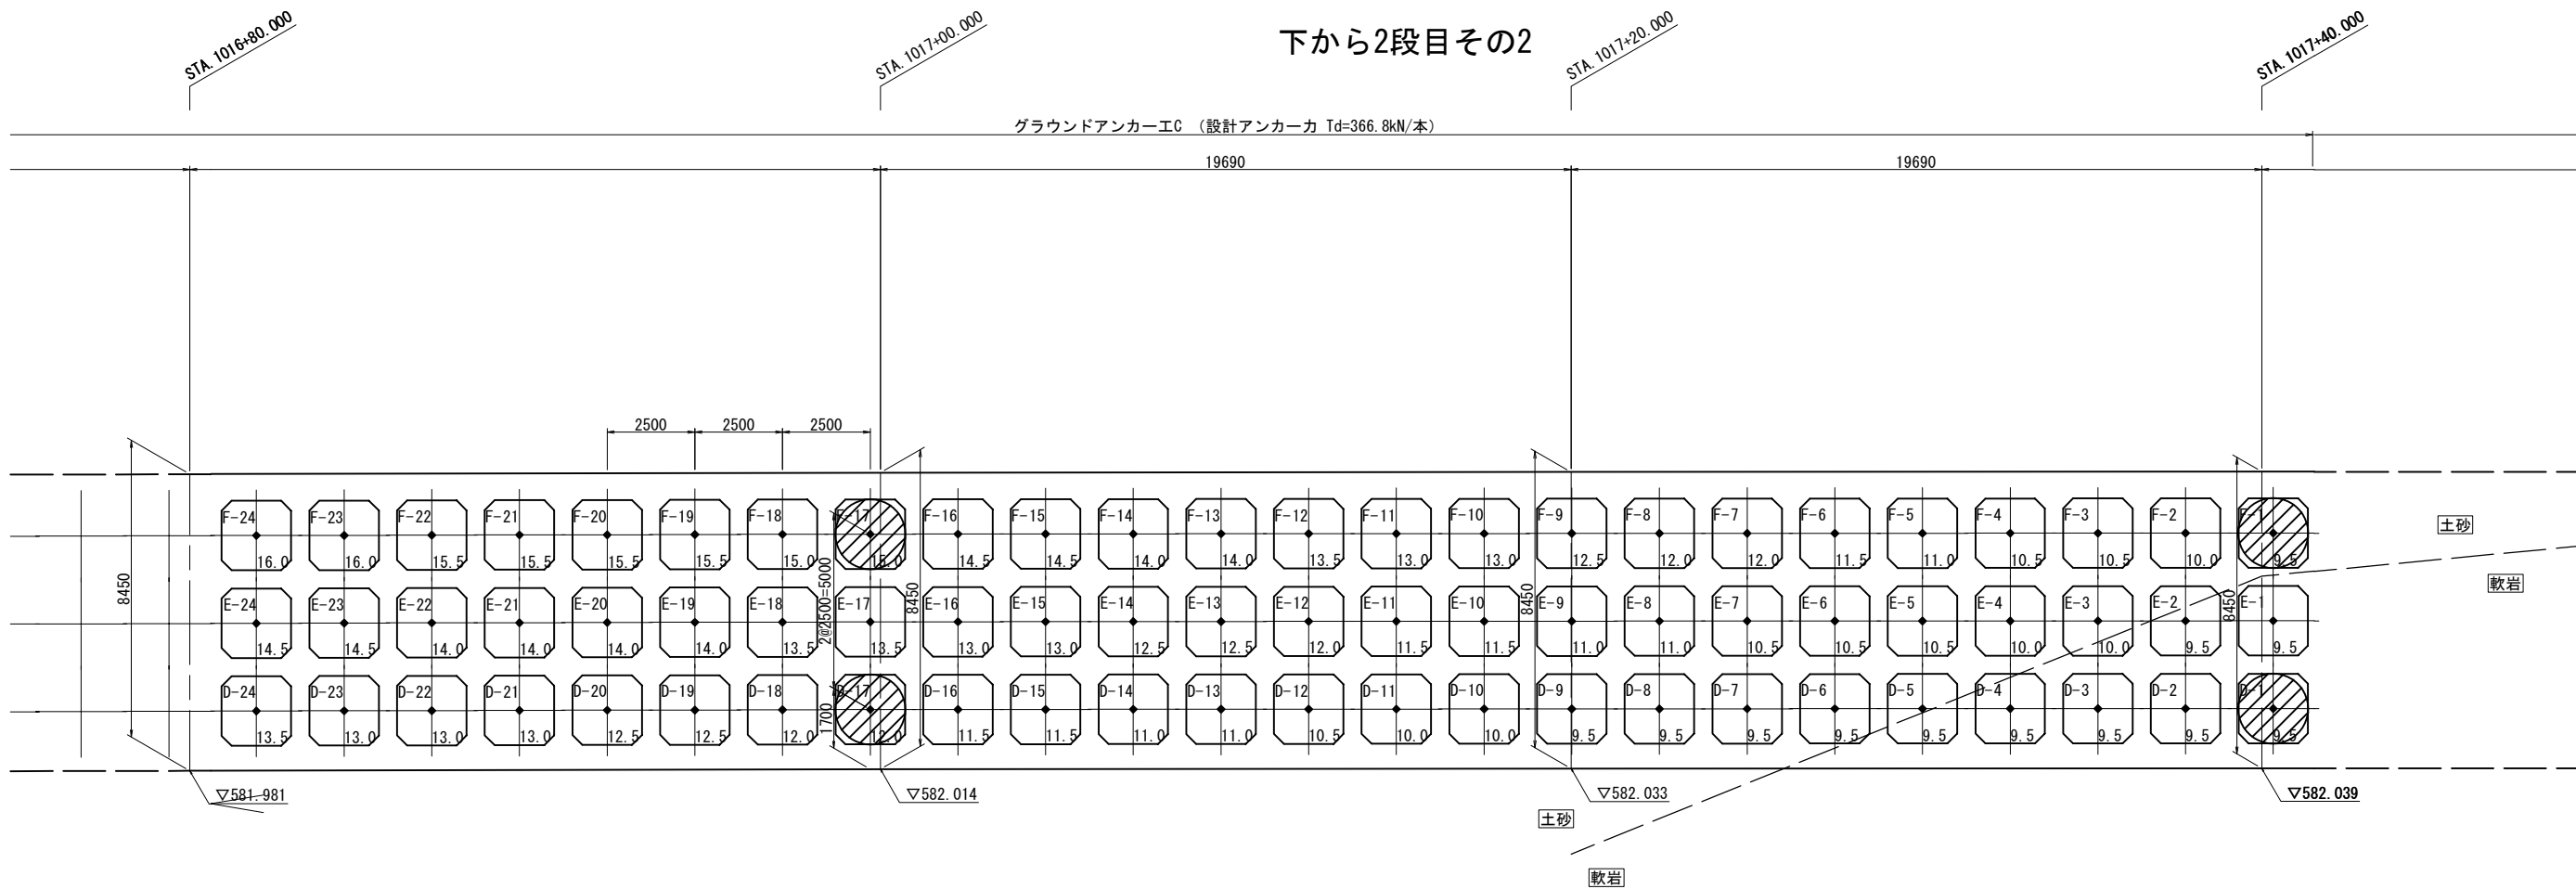 下から2段目その2
STA.1016+80.000
STA.1017+00.000
STA.1017+20.000
STA.1017+40.000
グラウンドアンカー工C （設計アンカー力 Td=366.8kN/本）
19690
19690
2500
2500
2500
8450
2@2500=5000
1700
8450
8450
8450
F-24
F-23
F-22
F-21
F-20
F-19
F-18
F-17
F-16
F-15
F-14
F-13
F-12
F-11
F-10
F-9
F-8
F-7
F-6
F-5
F-4
F-3
F-2
F-1
土砂
16.0
16.0
15.5
15.5
15.5
15.5
15.0
15.0
14.5
14.5
14.0
14.0
13.5
13.0
13.0
12.5
12.0
12.0
11.5
11.0
10.5
10.5
10.0
9.5
軟岩
E-24
E-23
E-22
E-21
E-20
E-19
E-18
E-17
E-16
E-15
E-14
E-13
E-12
E-11
E-10
E-9
E-8
E-7
E-6
E-5
E-4
E-3
E-2
E-1
14.5
14.5
14.0
14.0
14.0
14.0
13.5
13.5
13.0
13.0
12.5
12.5
12.0
11.5
11.5
11.0
11.0
10.5
10.5
10.5
10.0
10.0
9.5
9.5
D-24
D-23
D-22
D-21
D-20
D-19
D-18
D-17
D-16
D-15
D-14
D-13
D-12
D-11
D-10
D-9
D-8
D-7
D-6
D-5
D-4
D-3
D-2
D-1
13.5
13.0
13.0
13.0
12.5
12.5
12.0
12.0
11.5
11.5
11.0
11.0
10.5
10.0
10.0
9.5
9.5
9.5
9.5
9.5
9.5
9.5
9.5
9.5
▽581.981
▽582.014
▽582.033
▽582.039
土砂
軟岩